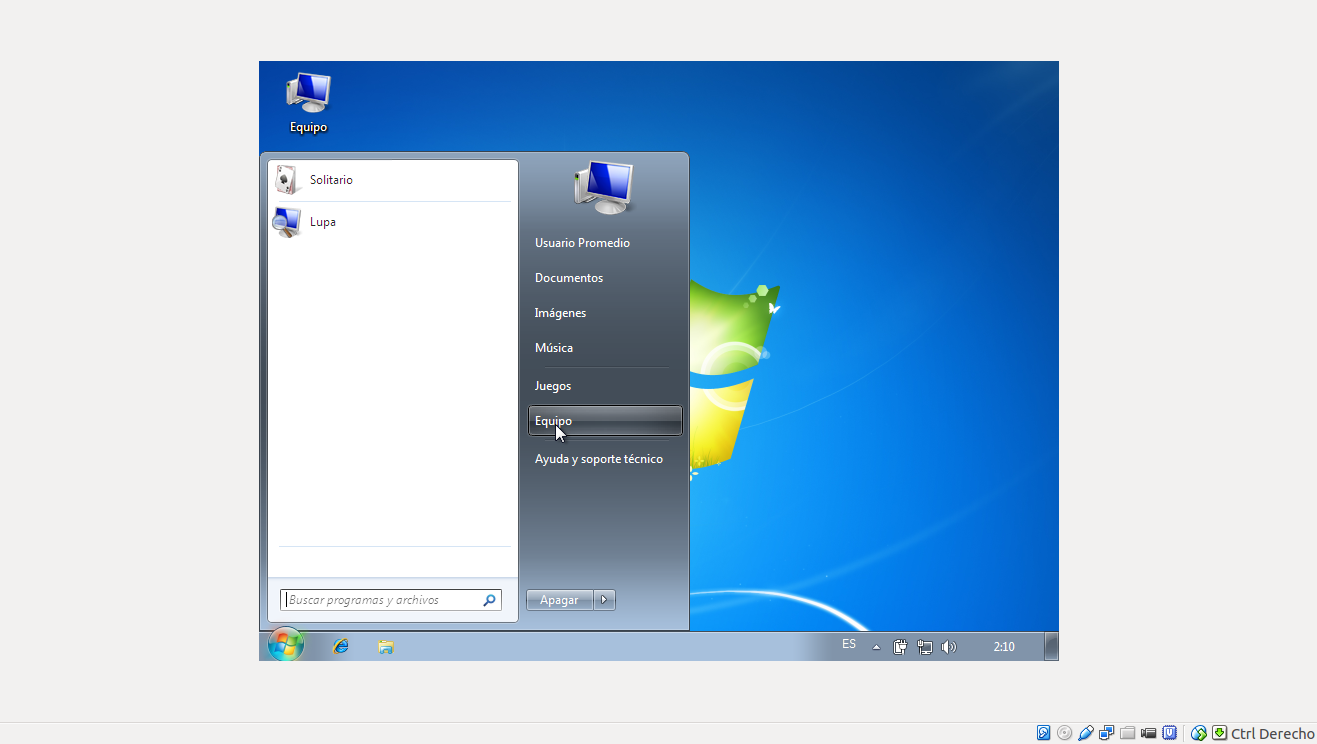 Equipo
Solitario
Lupa
Usuario Promedio
Documentos
Imágenes
Música
Juegos
Equipo
Ayuda y soporte técnico
Buscar programas y archivos
Apagar
ES
2:10
Ctrl Derecho